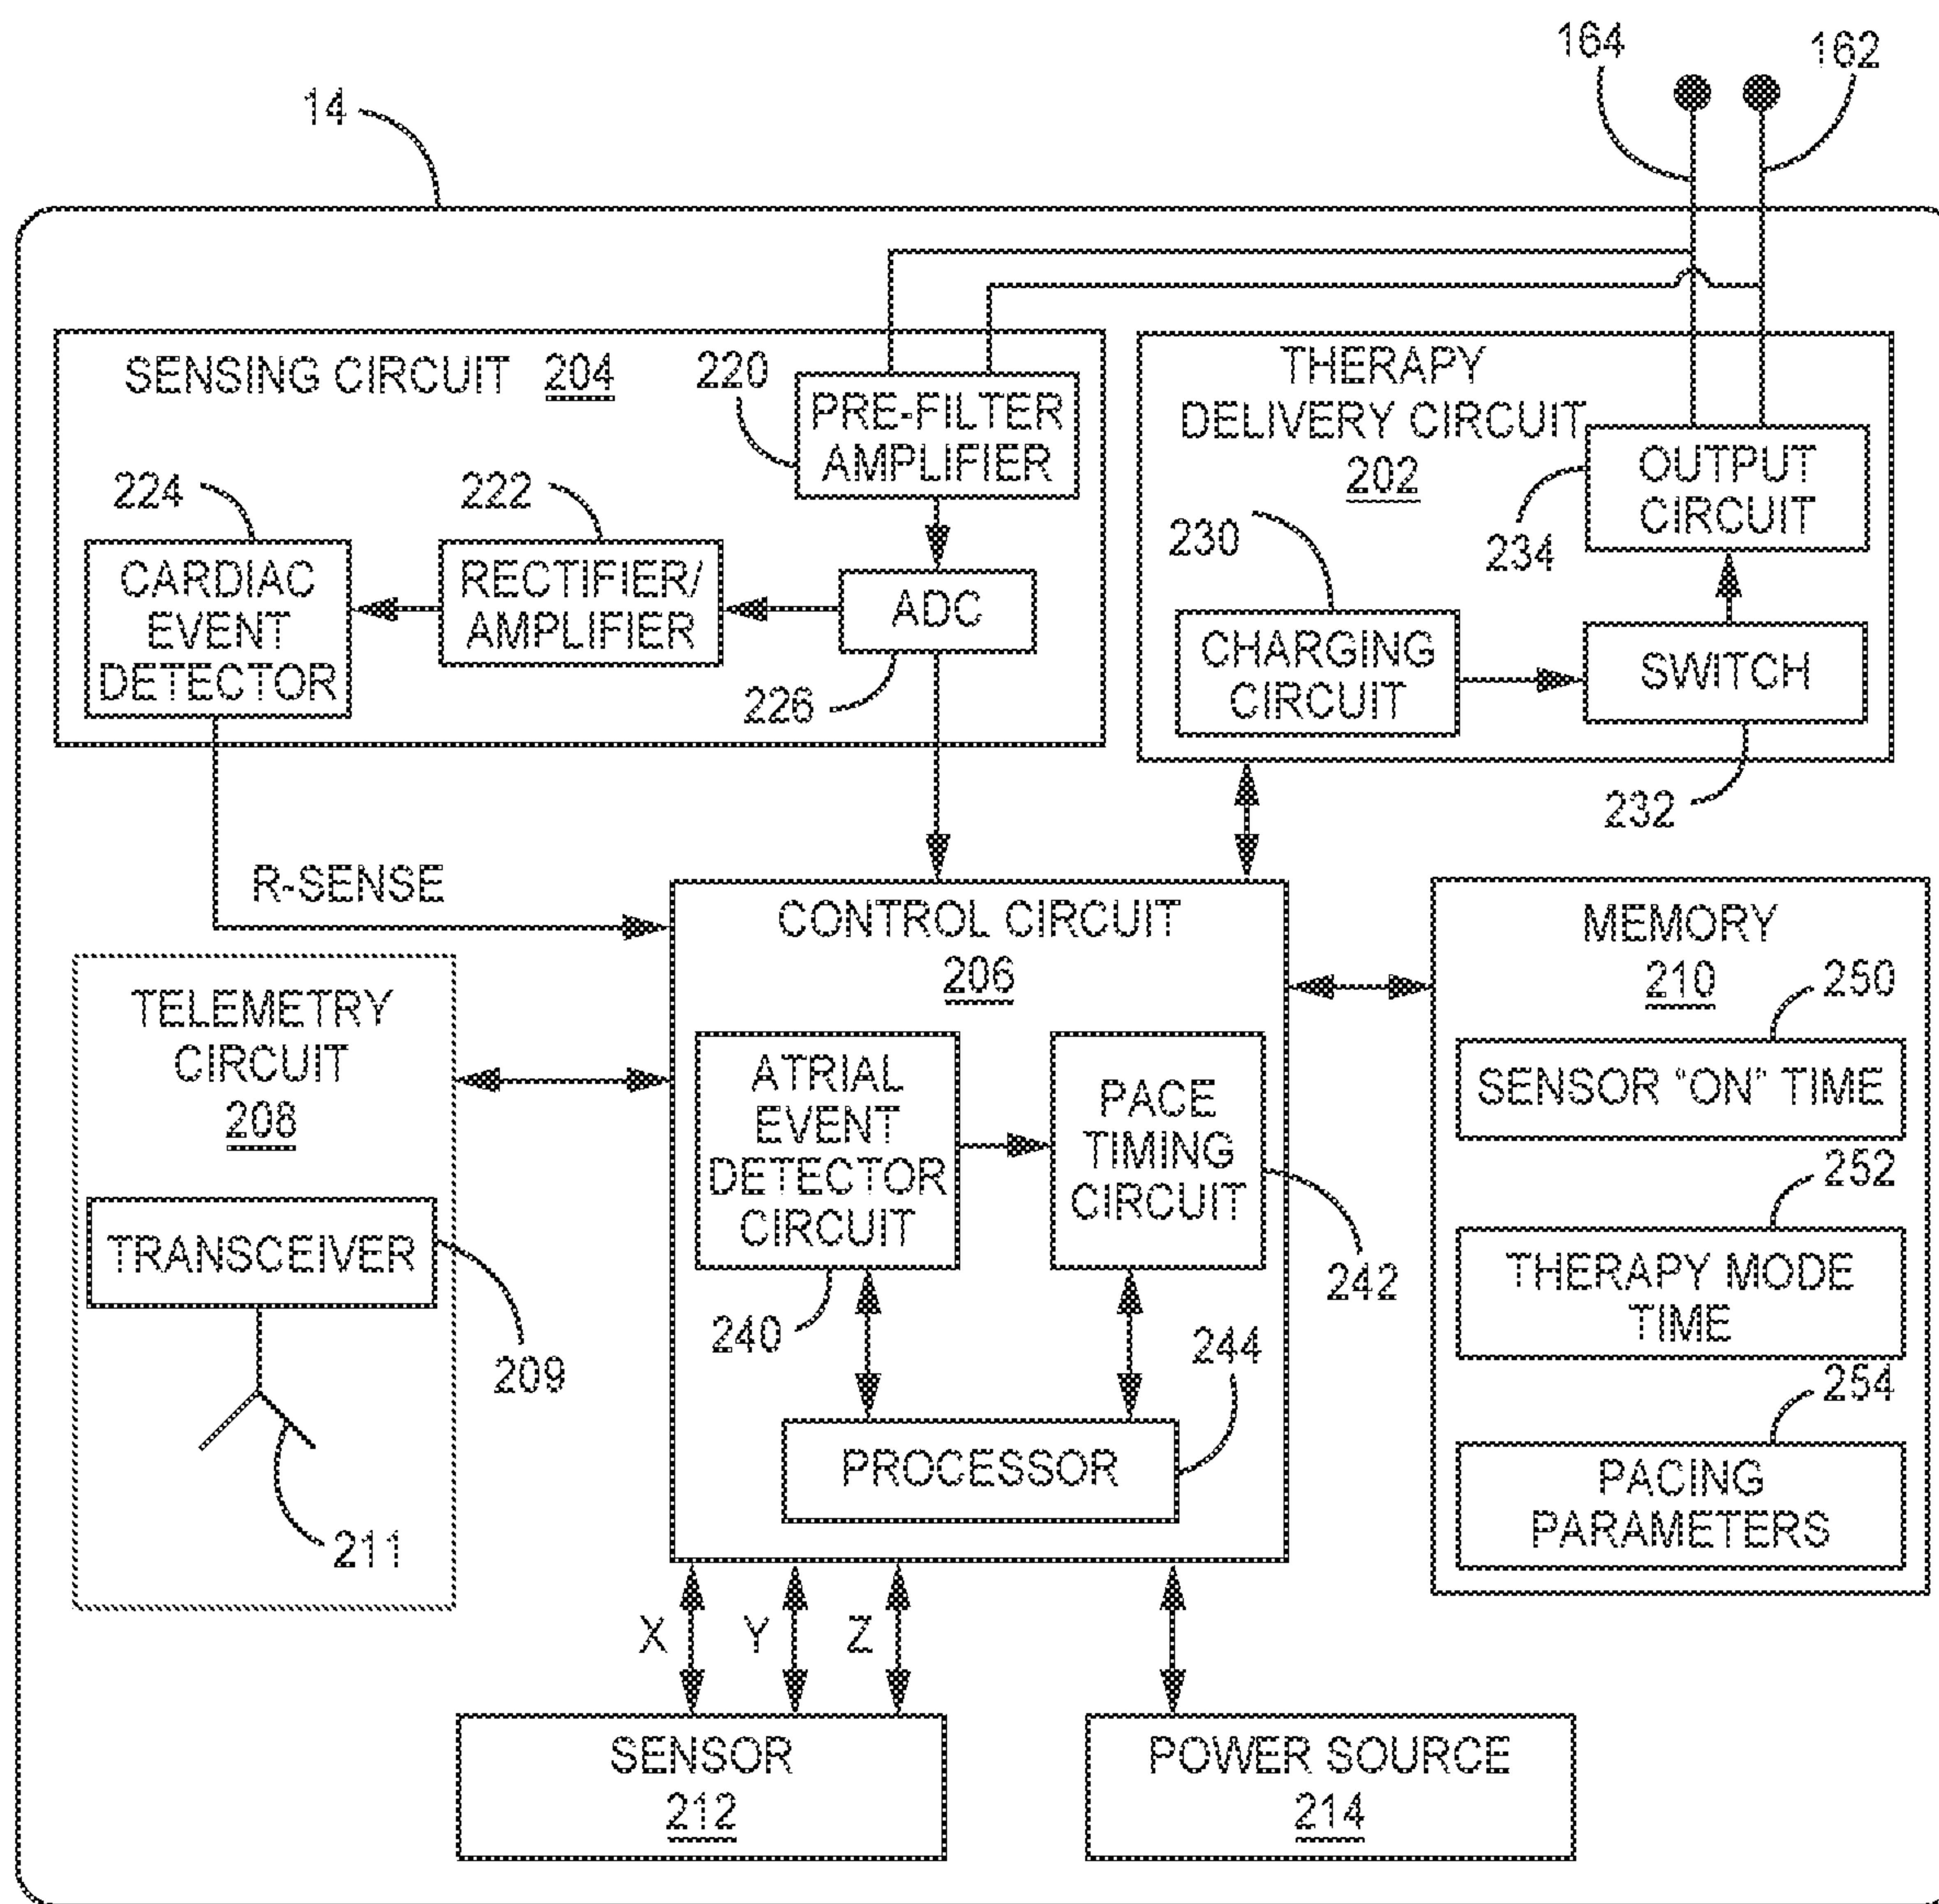 164
162
14
SENSING CIRCUIT 204
220
PRE-FILTER
AMPLIFIER
224
222
CARDIAC
EVENT
DETECTOR
RECTIFIER/
AMPLIFIER
ADC
226
THERAPY
DELIVERY CIRCUIT
202
OUTPUT
CIRCUIT
234
230
CHARGING
CIRCUIT
SWITCH
232
R-SENSE
CONTROL CIRCUIT
206
ATRIAL
EVENT
DETECTOR
CIRCUIT
PACE
TIMING
CIRCUIT
240
242
244
PROCESSOR
TELEMETRY
CIRCUIT
208
TRANSCEIVER
209
211
MEMORY
210
250
SENSOR "ON" TIME
252
THERAPY MODE
TIME
254
PACING
PARAMETERS
X
Y
Z
SENSOR
212
POWER SOURCE
214